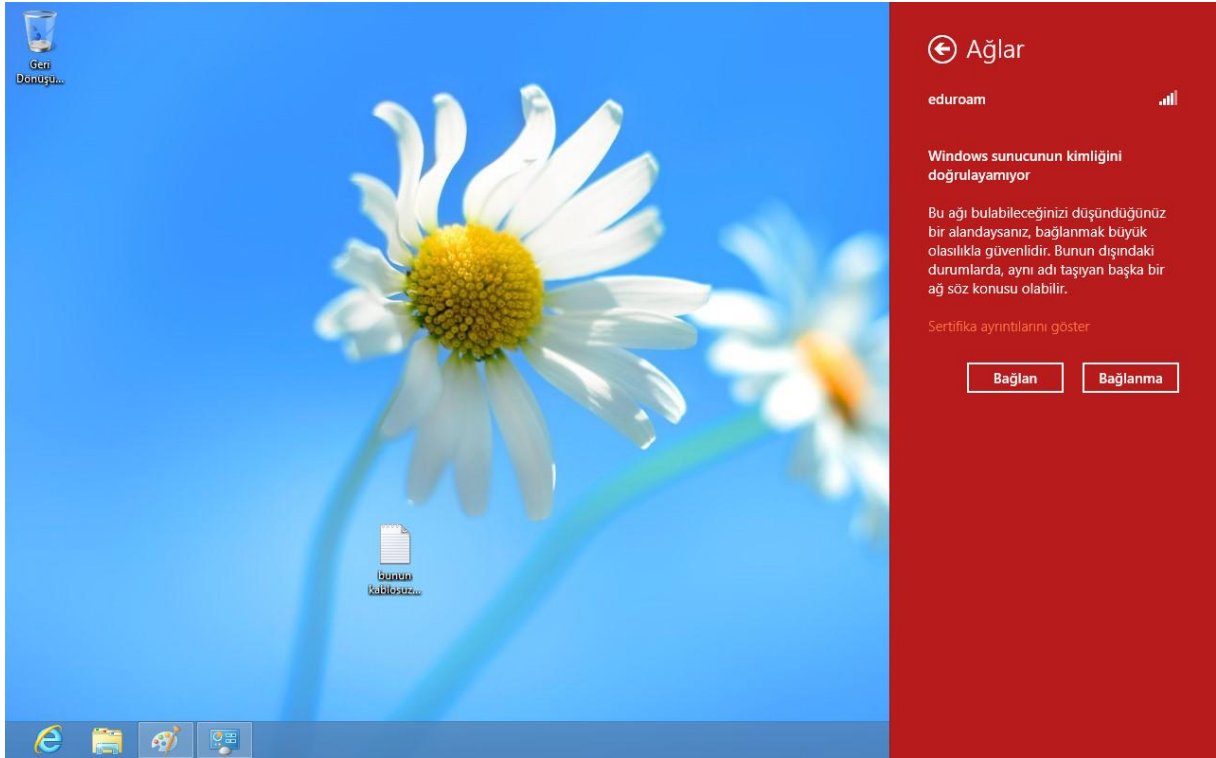 Geri
Dönüşü...
Ağlar
eduroam
Windows sunucunun kimliğini
doğrulayamıyor
Bu ağı bulabileceğinizi düşündüğünüz
bir alandaysanız, bağlanmak büyük
olasılıkla güvenlidir. Bunun dışındaki
durumlarda, aynı adı taşıyan başka bir
ağ söz konusu olabilir.
Sertifika ayrıntılarını göster
Bağlan Bağlanma
bunun
kablosuz...